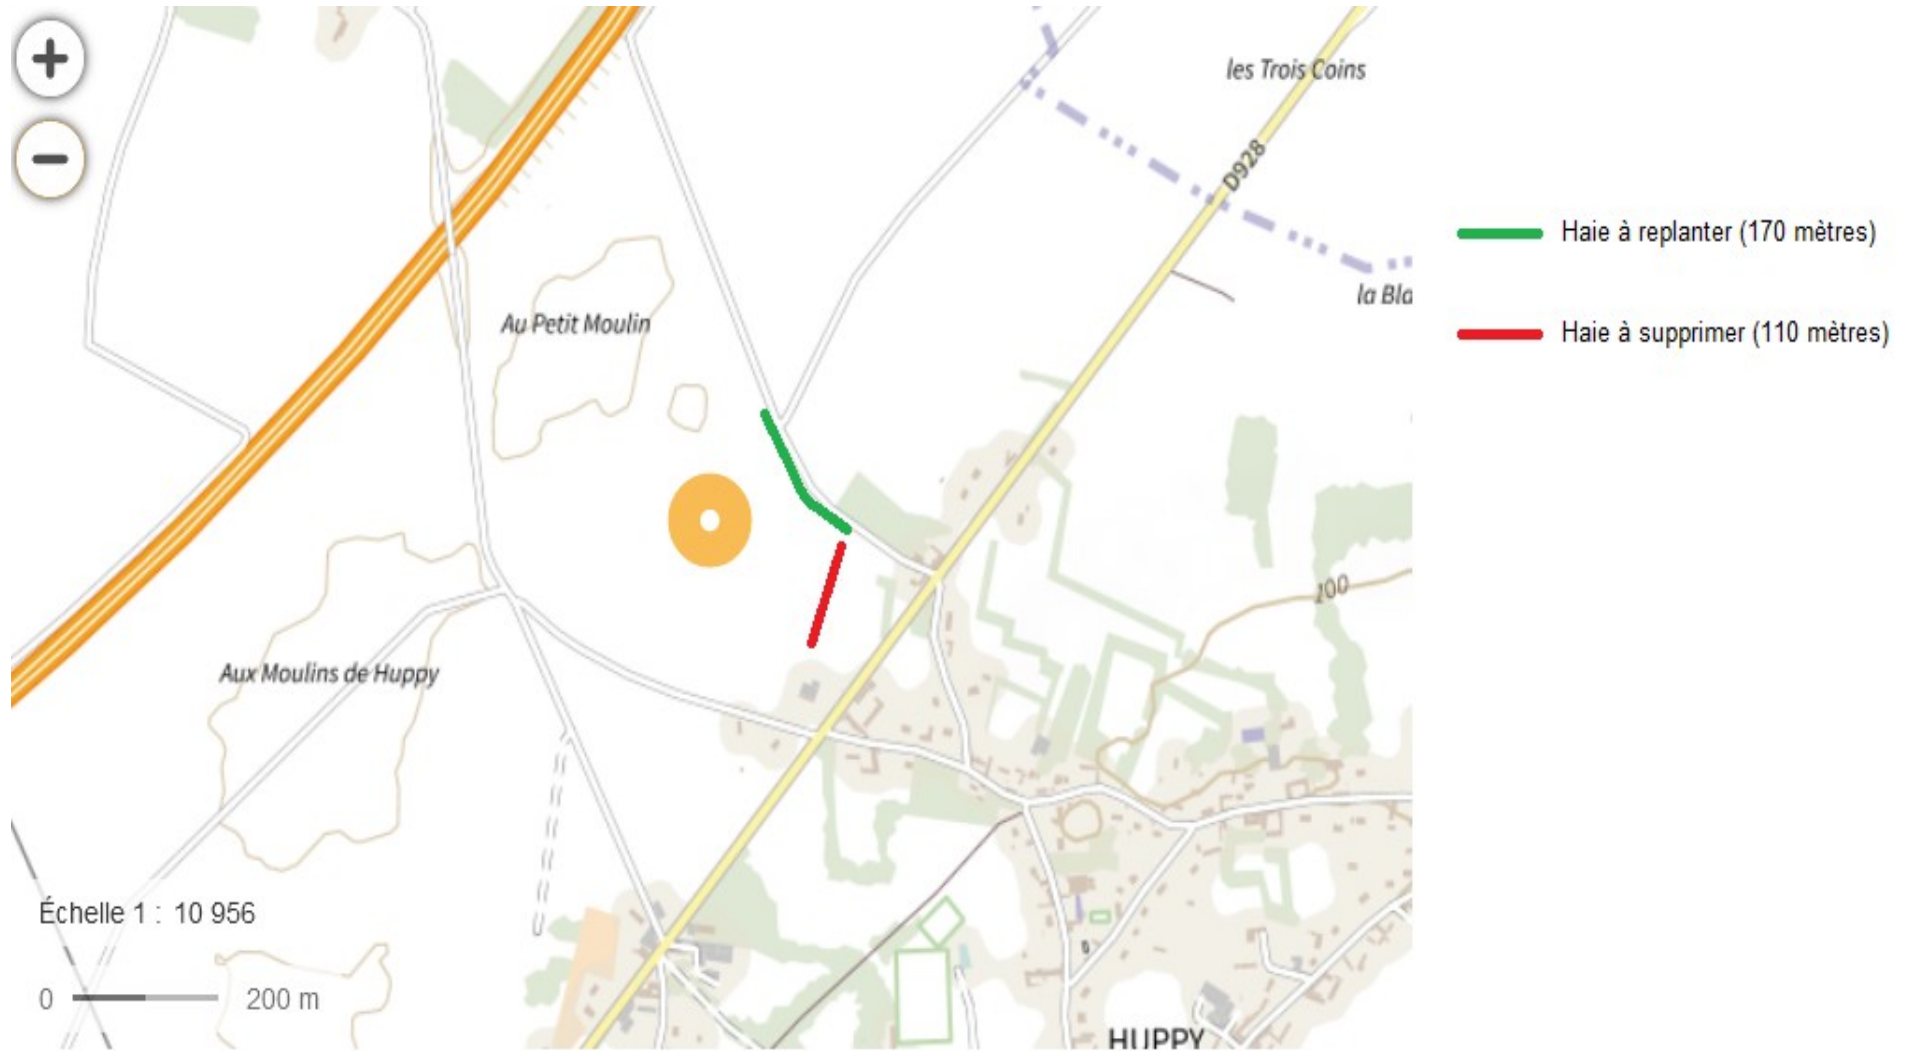 les Trois Coins
D928
Haie à replanter (170 mètres)
la Bla
Au Petit Moulin
Haie à supprimer (110 mètres)
100
Aux Moulins de Huppy
Échelle 1 : 10 956
0 200 m
HUPPY